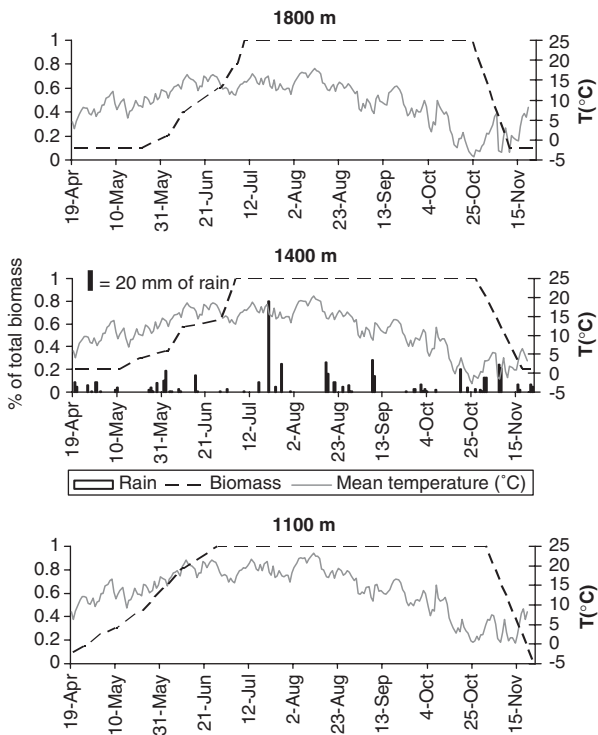 1800 m
1
0.8
0.6
0.4
0.2
0
25
20
15
10
5
0
-5
T(°C)
19-Apr
10-May
31-May
21-Jun
12-Jul
2-Aug
23-Aug
13-Sep
4-Oct
25-Oct
15-Nov
1400 m
= 20 mm of rain
% of total biomass
1
0.8
0.6
0.4
0.2
0
25
20
15
10
5
0
-5
T(°C)
19-Apr
10-May
31-May
21-Jun
12-Jul
2-Aug
23-Aug
13-Sep
4-Oct
25-Oct
15-Nov
Rain Biomass Mean temperature (˚C)
1100 m
1
0.8
0.6
0.4
0.2
0
25
20
15
10
5
0
-5
T(°C)
19-Apr
10-May
31-May
21-Jun
12-Jul
2-Aug
23-Aug
13-Sep
4-Oct
25-Oct
15-Nov